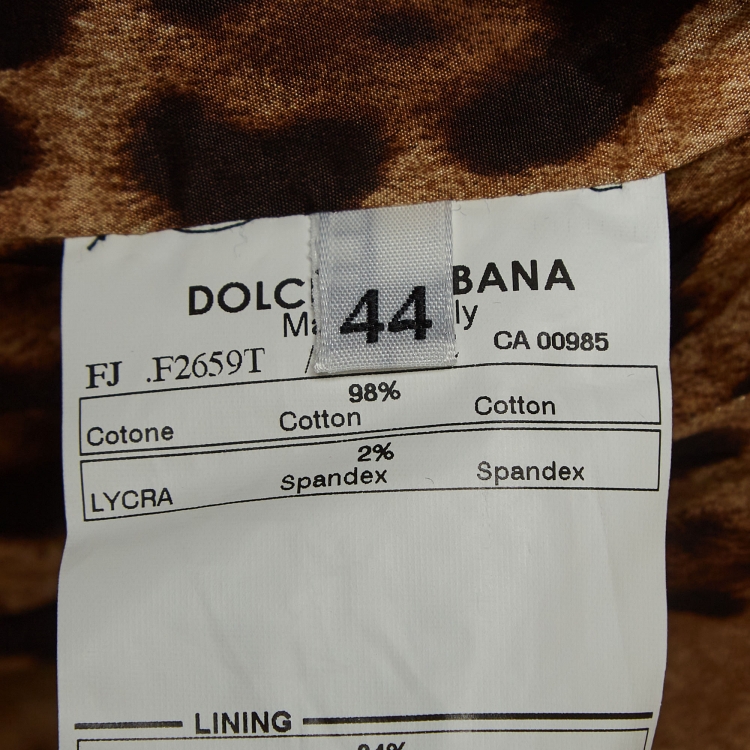 DOLC 44 BANA
Ma ly
FJ .F2659T / CA 00985
98%
Cotone Cotton Cotton
2%
LYCRA Spandex Spandex
LINING